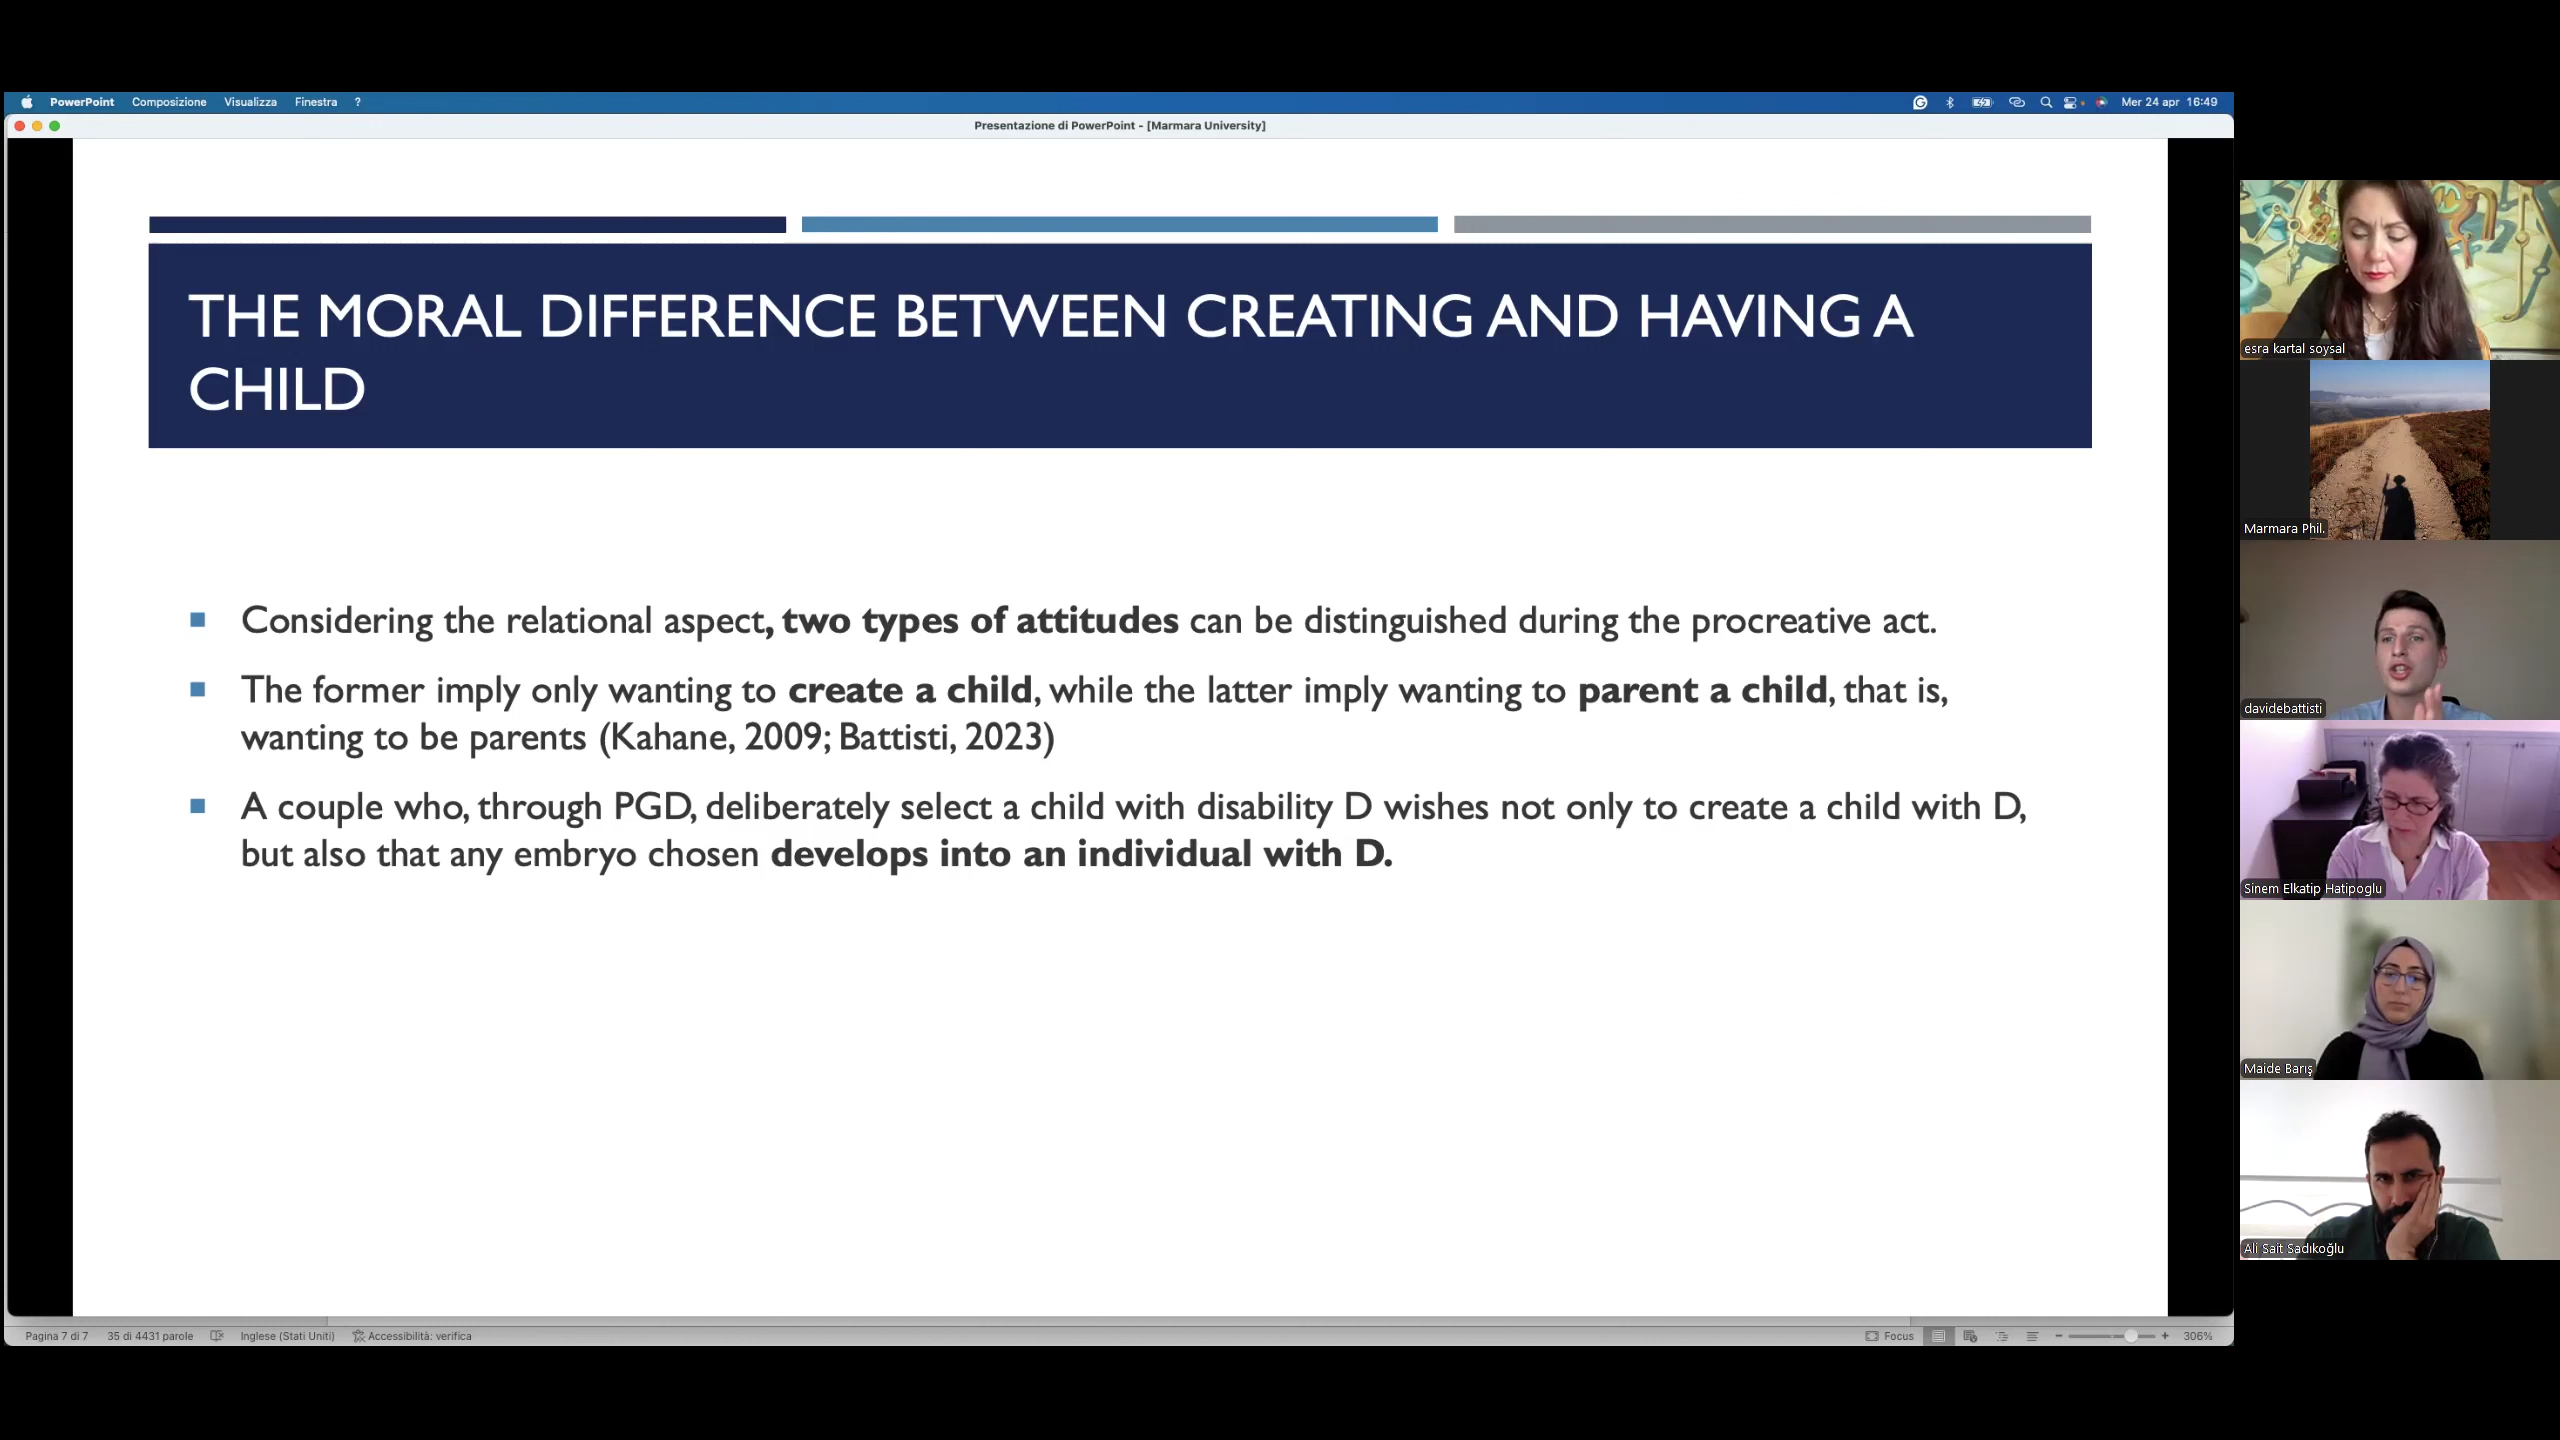 PowerPoint Composizione Visualizza Finestra ?
Mer 24 apr 16:49
Presentazione di PowerPoint - [Marmara University]
THE MORAL DIFFERENCE BETWEEN CREATING AND HAVING A
CHILD
Considering the relational aspect, two types of attitudes can be distinguished during the procreative act.
The former imply only wanting to create a child, while the latter imply wanting to parent a child, that is,
wanting to be parents (Kahane, 2009; Battisti, 2023)
A couple who, through PGD, deliberately select a child with disability D wishes not only to create a child with D,
but also that any embryo chosen develops into an individual with D.
Pagina 7 di 7 35 di 4431 parole Inglese (Stati Uniti) Accessibilità: verifica
Focus
306%
esra kartal soysal
Marmara Phil.
davidebattisti
Sinem Elkatip Hatipoglu
Maide Barış
Ali Sait Sadıkoğlu